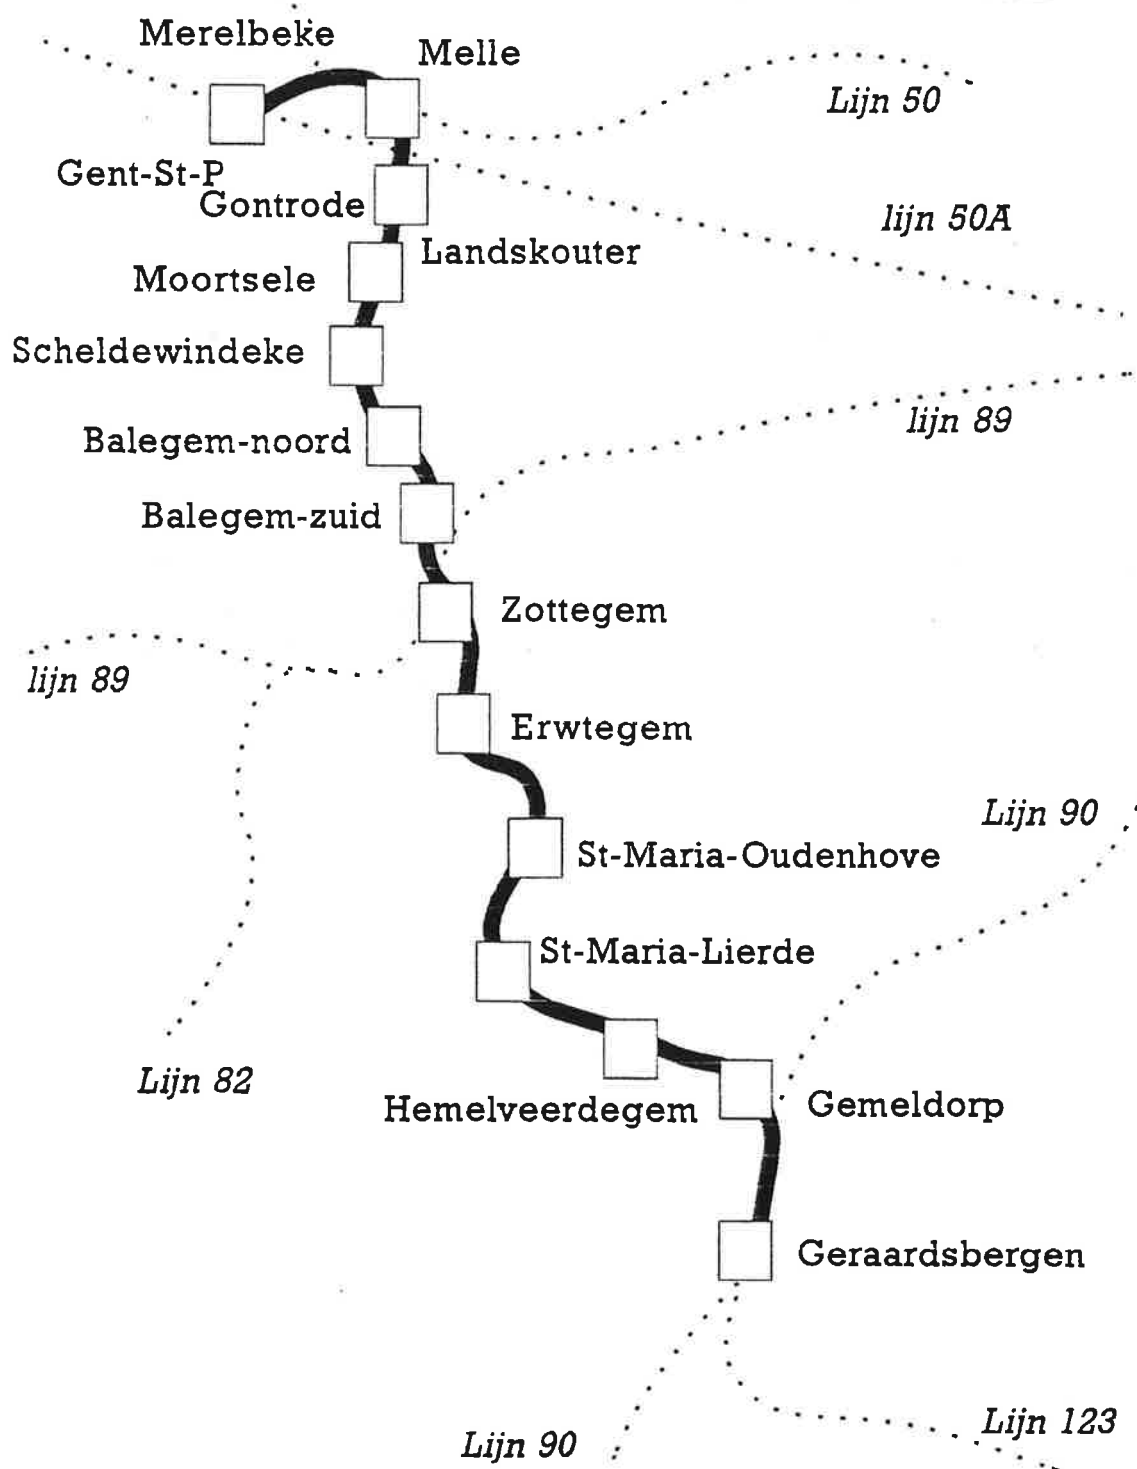 Merelbeke
Melle
Lijn 50
Gent-St-P
Gontrode
lijn 50A
Landskouter
Moortsele
Scheldewindeke
lijn 89
Balegem-noord
Balegem-zuid
Zottegem
lijn 89
Erwtegem
Lijn 90
St-Maria-Oudenhove
St-Maria-Lierde
Lijn 82
Hemelveerdegem
Gemeldorp
Geraardsbergen
Lijn 123
Lijn 90